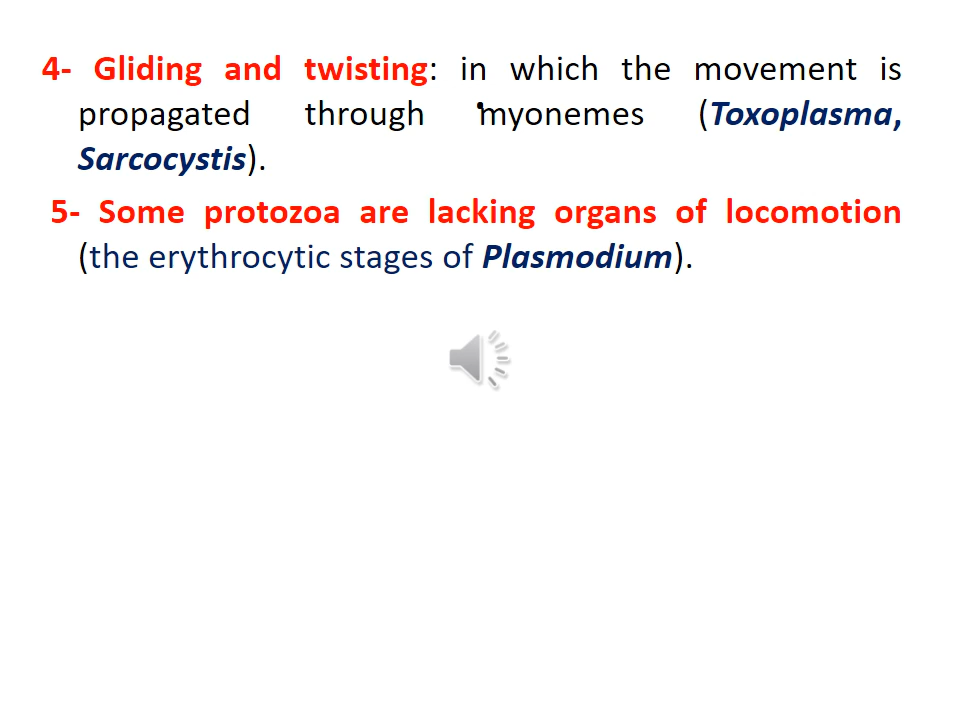 4- Gliding and twisting: in which the movement is
propagated through myonemes (Toxoplasma,
Sarcocystis).
5- Some protozoa are lacking organs of locomotion
(the erythrocytic stages of Plasmodium).